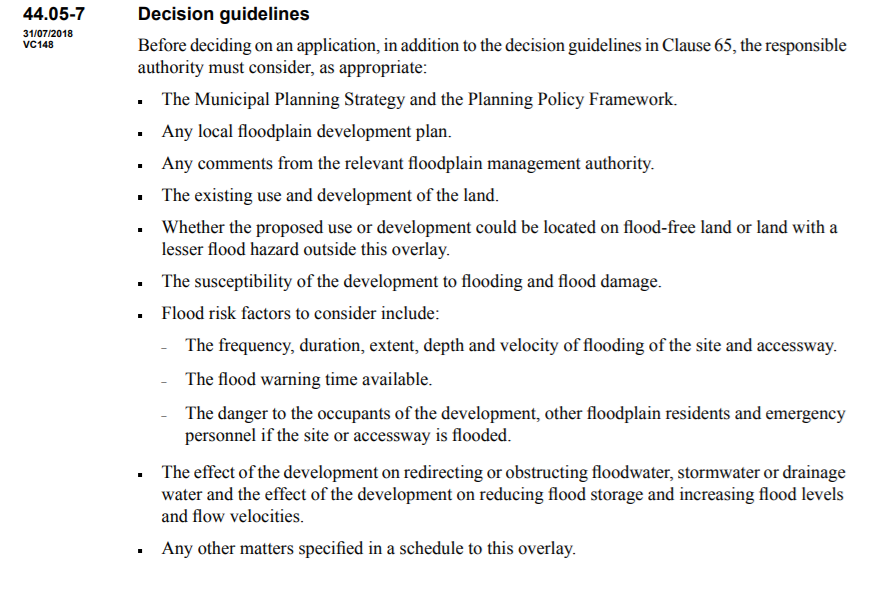 44.05-7 Decision guidelines
31/07/2018
VC148
Before deciding on an application, in addition to the decision guidelines in Clause 65, the responsible
authority must consider, as appropriate:
▪ The Municipal Planning Strategy and the Planning Policy Framework.
▪ Any local floodplain development plan.
▪ Any comments from the relevant floodplain management authority.
▪ The existing use and development of the land.
▪ Whether the proposed use or development could be located on flood-free land or land with a
lesser flood hazard outside this overlay.
▪ The susceptibility of the development to flooding and flood damage.
▪ Flood risk factors to consider include:
– The frequency, duration, extent, depth and velocity of flooding of the site and accessway.
– The flood warning time available.
– The danger to the occupants of the development, other floodplain residents and emergency
personnel if the site or accessway is flooded.
▪ The effect of the development on redirecting or obstructing floodwater, stormwater or drainage
water and the effect of the development on reducing flood storage and increasing flood levels
and flow velocities.
▪ Any other matters specified in a schedule to this overlay.